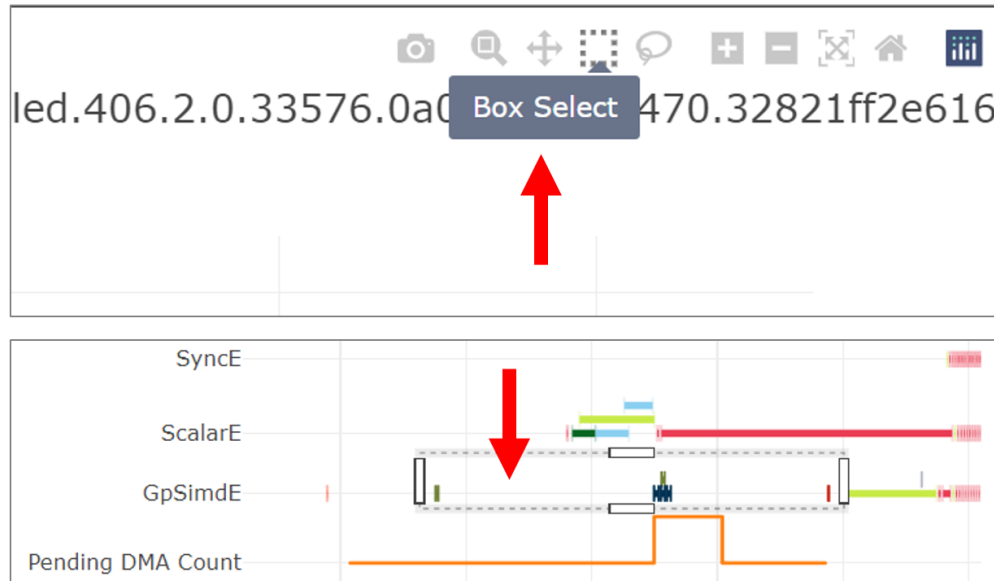 led.406.2.0.33576.0a0
Box Select
470.32821ff2e616
SyncE
ScalarE
GpSimdE
Pending DMA Count